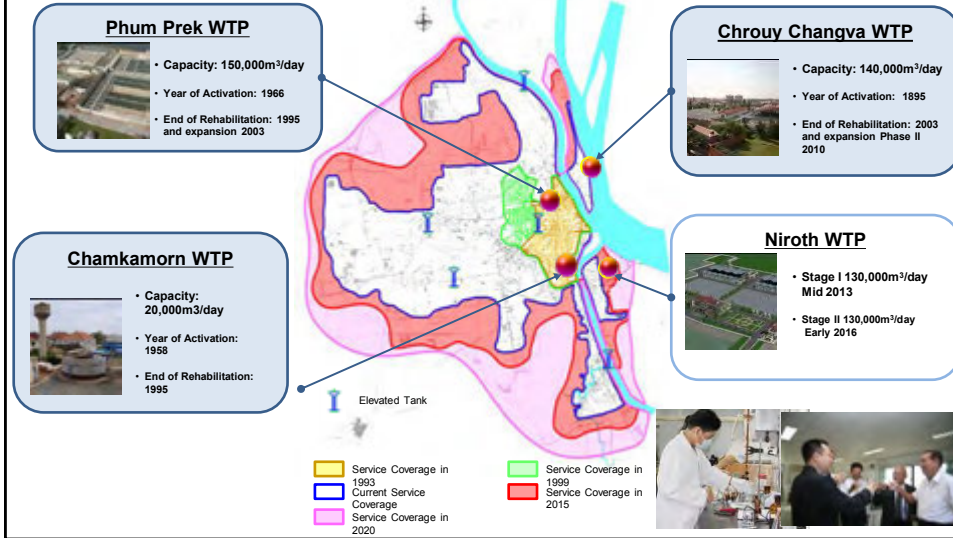 Phum Prek WTP
• Capacity: 150,000m³/day
• Year of Activation: 1966
• End of Rehabilitation: 1995
and expansion 2003
Chrouy Changva WTP
• Capacity: 140,000m³/day
• Year of Activation: 1895
• End of Rehabilitation: 2003
and expansion Phase II
2010
Chamkamorn WTP
• Capacity:
20,000m3/day
• Year of Activation:
1958
• End of Rehabilitation:
1995
Niroth WTP
• Stage I 130,000m³/day
Mid 2013
• Stage II 130,000m³/day
Early 2016
Elevated Tank
Service Coverage in
1993
Current Service
Coverage
Service Coverage in
2020
Service Coverage in
1999
Service Coverage in 2015